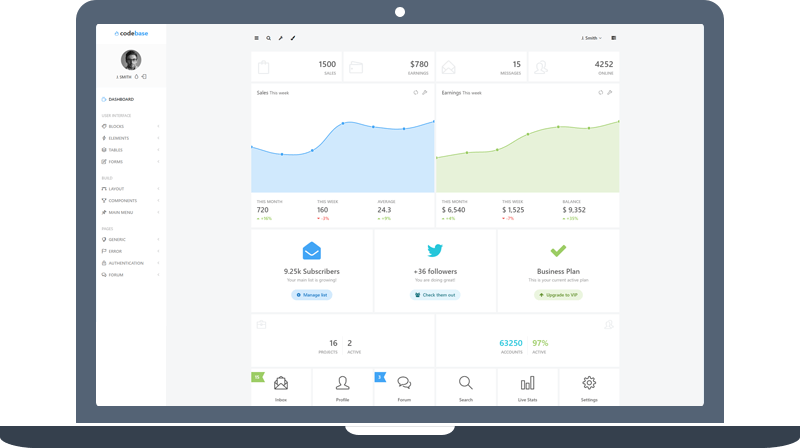 codebase
J. Smith
1500
SALES
$780
EARNINGS
15
MESSAGES
4252
ONLINE
J. SMITH
DASHBOARD
USER INTERFACE
BLOCKS
ELEMENTS
TABLES
FORMS
BUILD
LAYOUT
COMPONENTS
MAIN MENU
PAGES
GENERIC
ERROR
AUTHENTICATION
FORUM
Sales This week
Earnings This week
THIS MONTH
720
+16%
THIS WEEK
160
-3%
AVERAGE
24.3
+9%
THIS MONTH
$ 6,540
+4%
THIS WEEK
$ 1,525
-7%
BALANCE
$ 9,352
9.25k Subscribers
Your main list is growing!
Manage list
+36 followers
You are doing great!
Check them out
Business Plan
This is your current active plan.
Upgrade to VIP
16
PROJECTS
2
ACTIVE
63250
ACCOUNTS
97%
ACTIVE
3
Inbox
Profile
Forum
Search
Live Stats
Settings